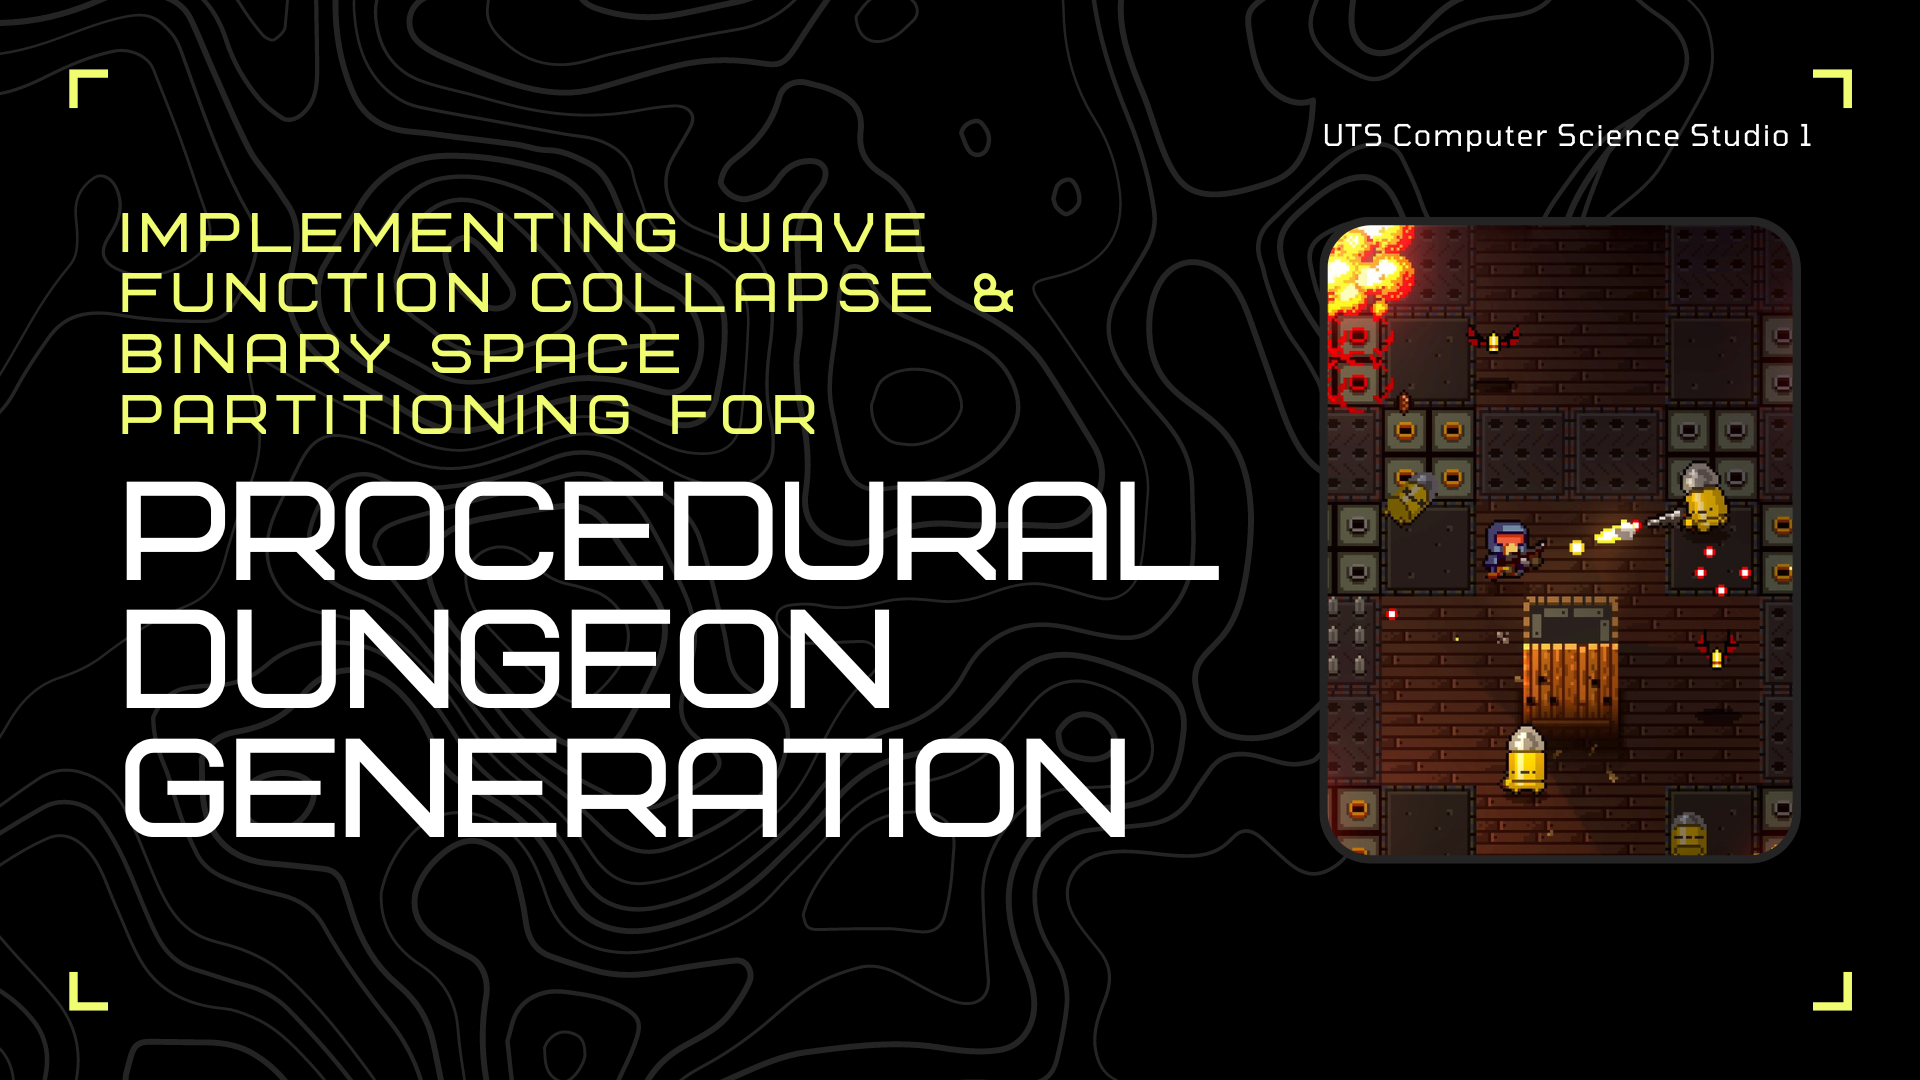 UTS Computer Science Studio 1
IMPLEMENTING WAVE
FUNCTION COLLAPSE &
BINARY SPACE
PARTITIONING FOR
PROCEDURAL
DUNGEON
GENERATION